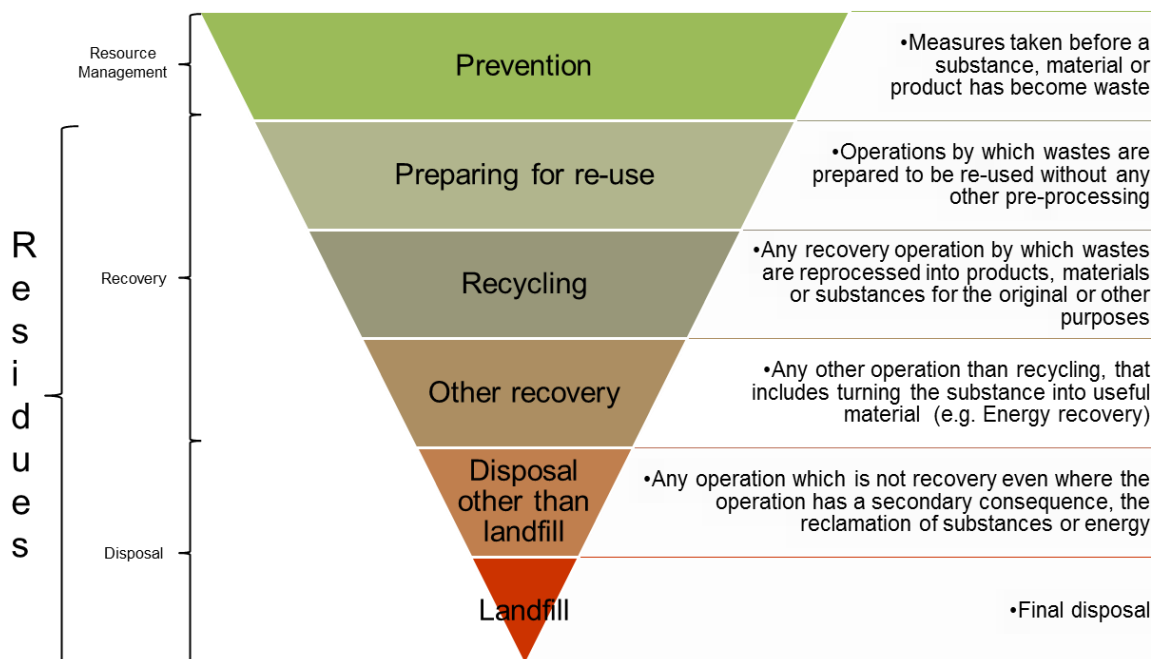 Resource
Management
Prevention
•Measures taken before a
substance, material or
product has become waste
Residues
Recovery
Preparing for re-use
•Operations by which wastes are
prepared to be re-used without any
other pre-processing
Recycling
•Any recovery operation by which wastes
are reprocessed into products, materials
or substances for the original or other
purposes
Other recovery
•Any other operation than recycling, that
includes turning the substance into useful
material  (e.g. Energy recovery)
Disposal
Disposal
other than
landfill
•Any operation which is not recovery even where the
operation has a secondary consequence, the
reclamation of substances or energy
Landfill
•Final disposal